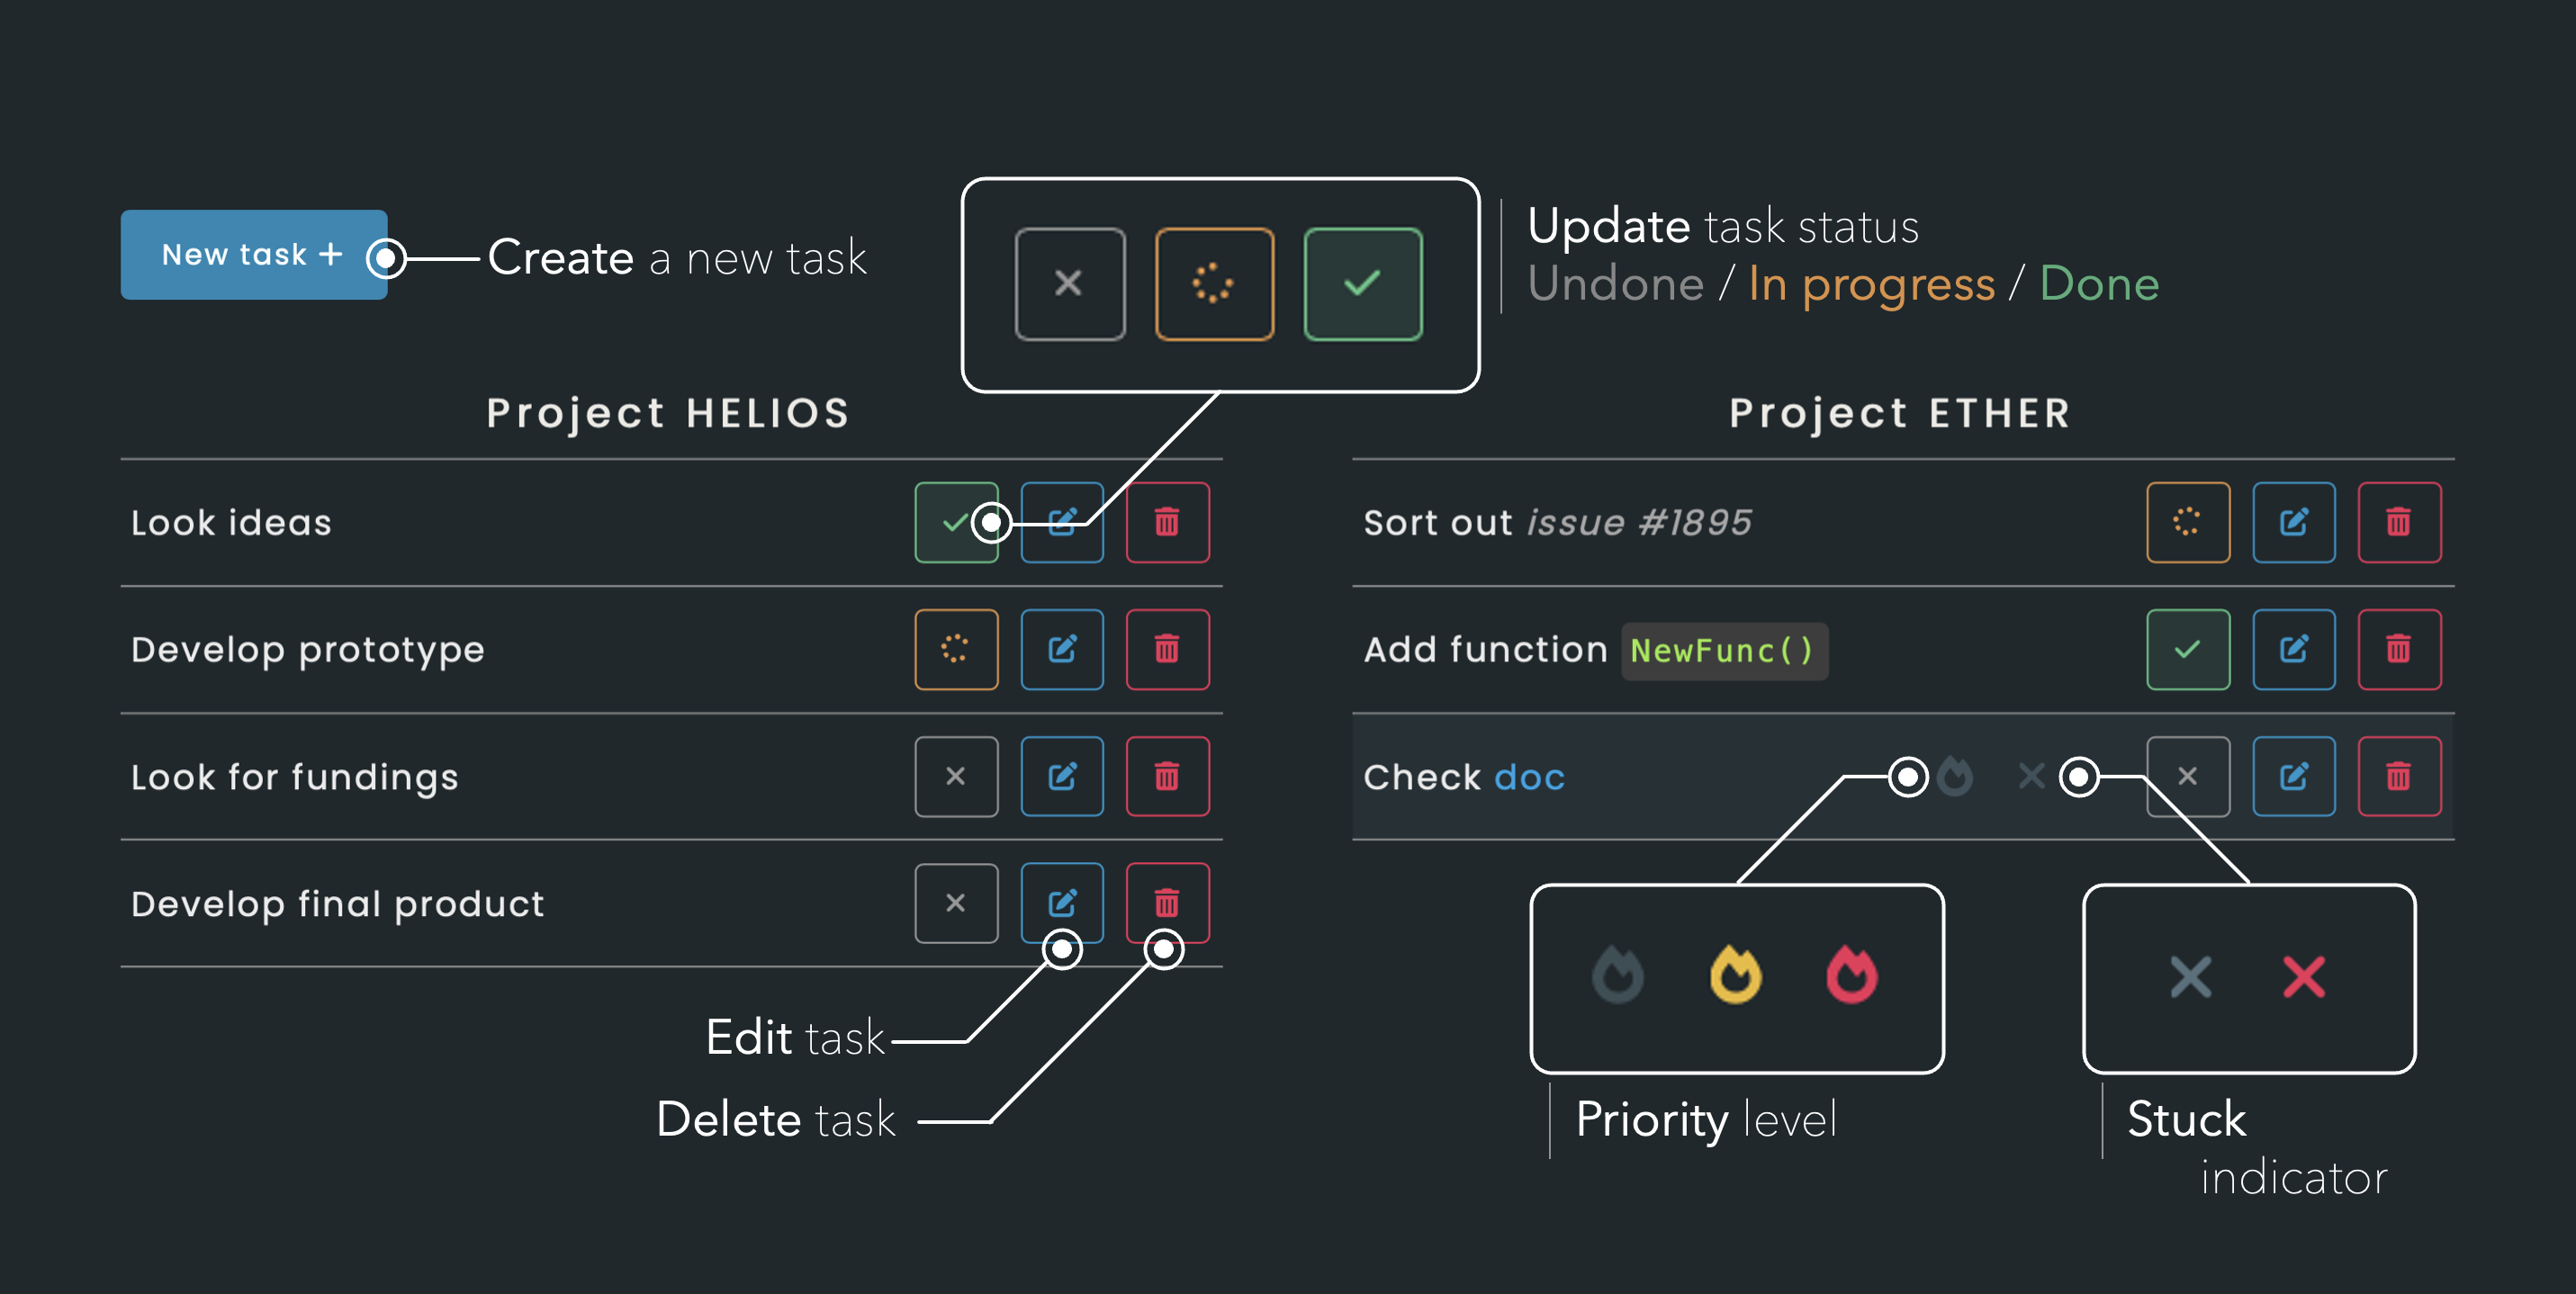 New task +
Create a new task
Update task status
Undone / In progress / Done
Project HELIOS
Look ideas
Develop prototype
Look for fundings
Develop final product
Edit task
Delete task
Project ETHER
Sort out issue #1895
Add function NewFunc()
Check doc
Priority level
Stuck
indicator